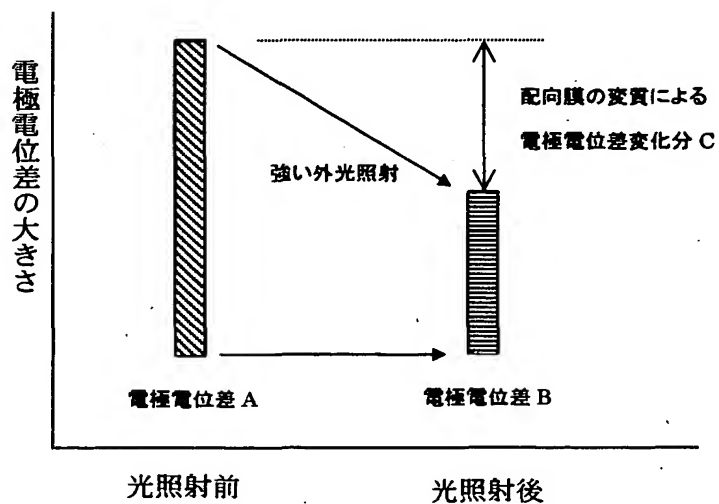 電極電位差の大きさ
配向膜の変質による
電極電位差変化分 C
強い外光照射
電極電位差 A
電極電位差 B
光照射前
光照射後